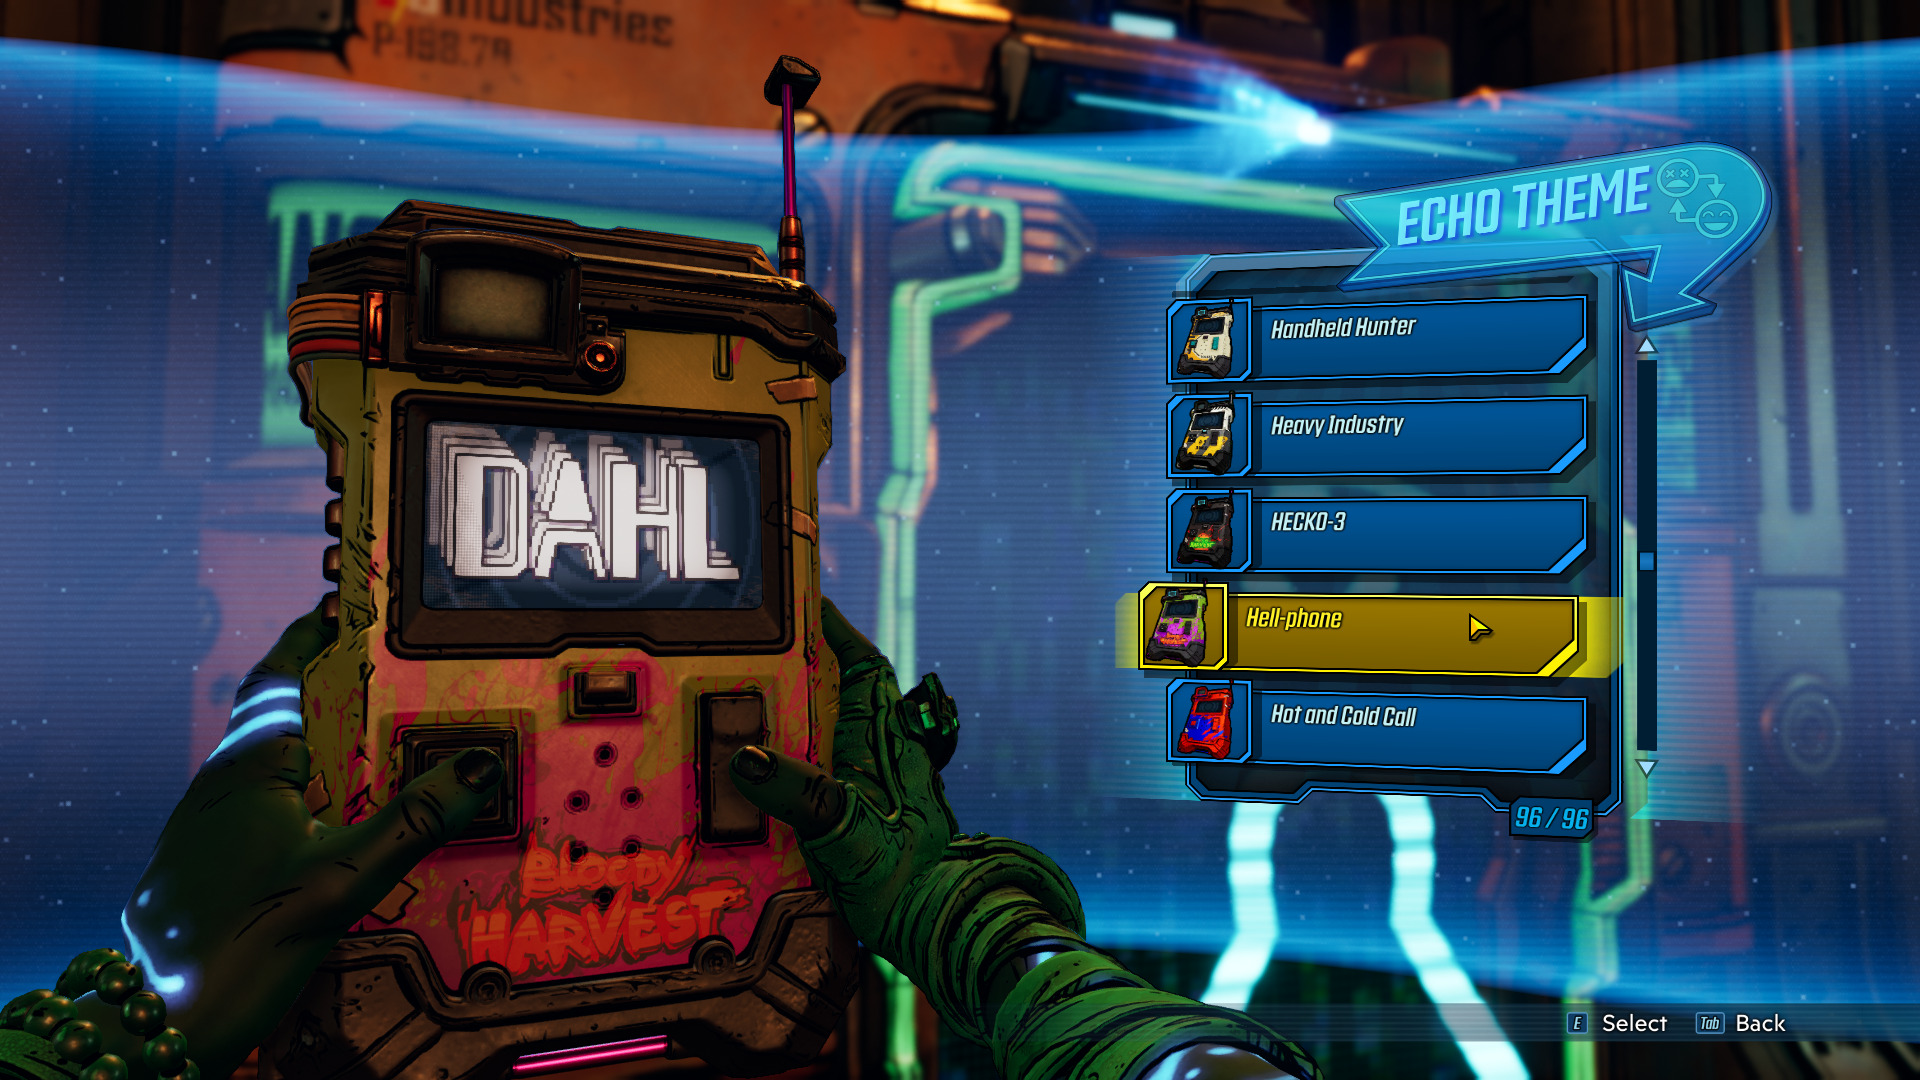 industries
P-198.79
ECHO THEME
DAHL
Handheld Hunter
Heavy Industry
HECKO-3
Hell-phone
Hot and Cold Call
96 / 96
BLOODY
HARVEST
E Select Tab Back